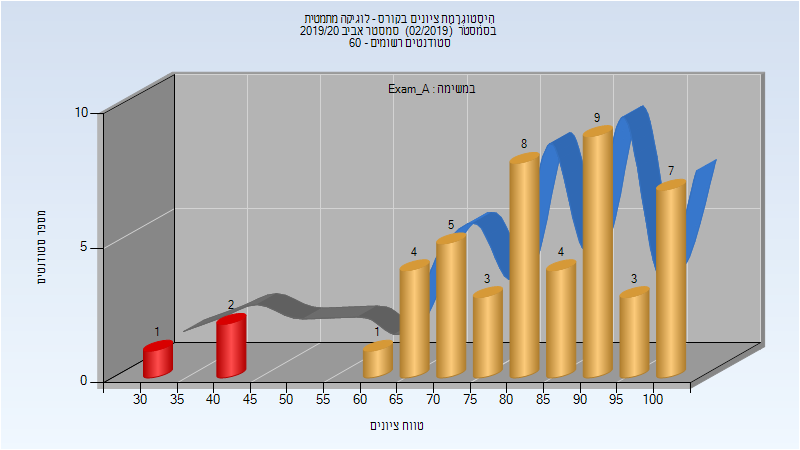 היסטוגרמת ציונים בקורס - לוגיקה מתמטית
בסמסטר (02/2019) סמסטר אביב 2019/20
סטודנטים רשומים - 60
במשימה : Exam_A
מספר סטודנטים
10
5
0
1
2
1
4
5
3
8
4
9
3
7
30 35 40 45 50 55 60 65 70 75 80 85 90 95 100
טווח ציונים